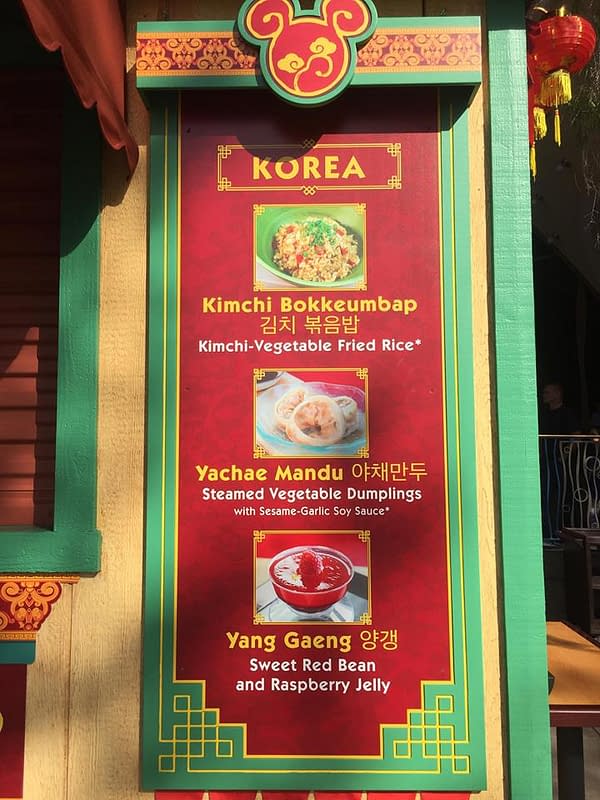 KOREA
Kimchi Bokkeumbap
김치 볶음밥
Kimchi-Vegetable Fried Rice*
Yachae Mandu 야채만두
Steamed Vegetable Dumplings
with Sesame-Garlic Soy Sauce*
Yang Gaeng 양갱
Sweet Red Bean
and Raspberry Jelly